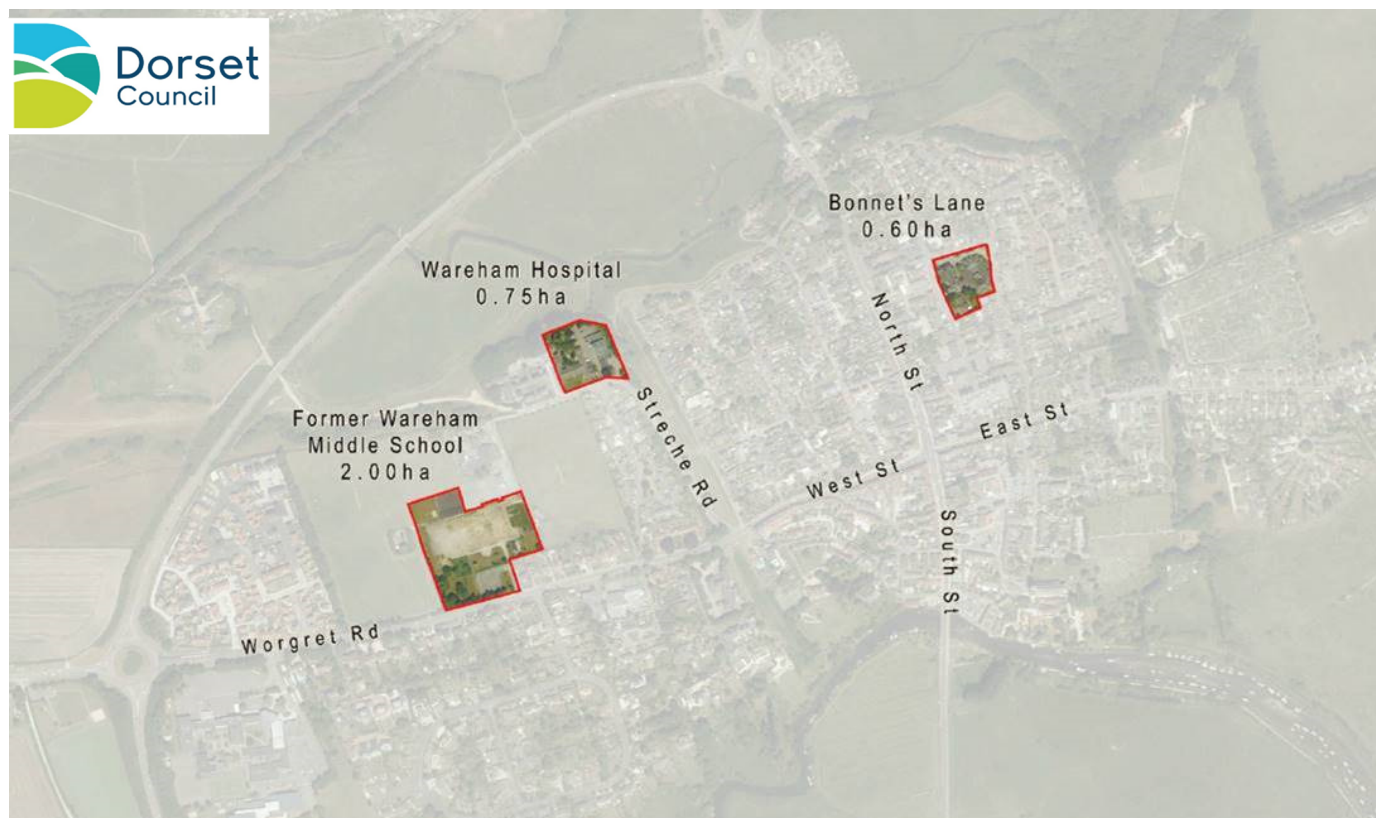 Dorset
Council
Bonnet's Lane
0.60ha
Wareham Hospital
0.75ha
North St
Streche Rd
Former Wareham
Middle School
2.00ha
East St
West St
South St
Worgret Rd